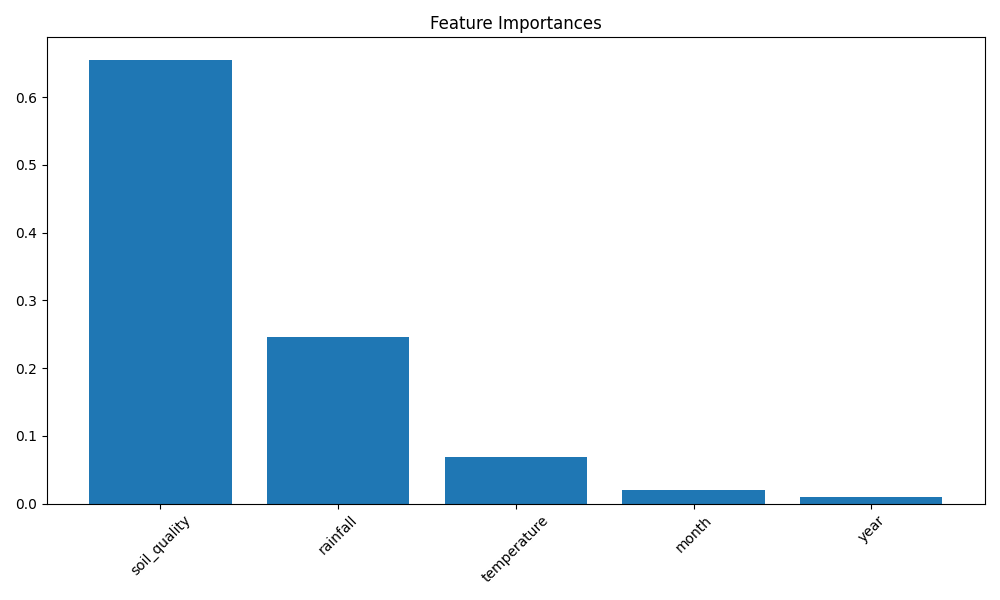 Feature Importances
0.6
0.5
0.4
0.3
0.2
0.1
0.0
soil_quality
rainfall
temperature
month
year